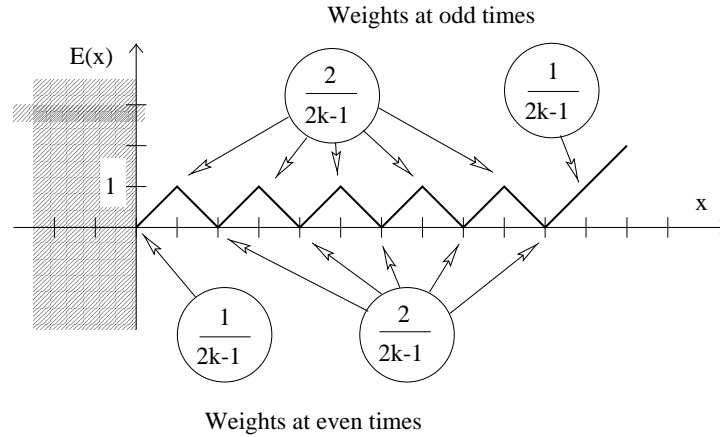 Weights at odd times
E(x)
2
2k-1
1
2k-1
1
x
1
2k-1
2
2k-1
Weights at even times